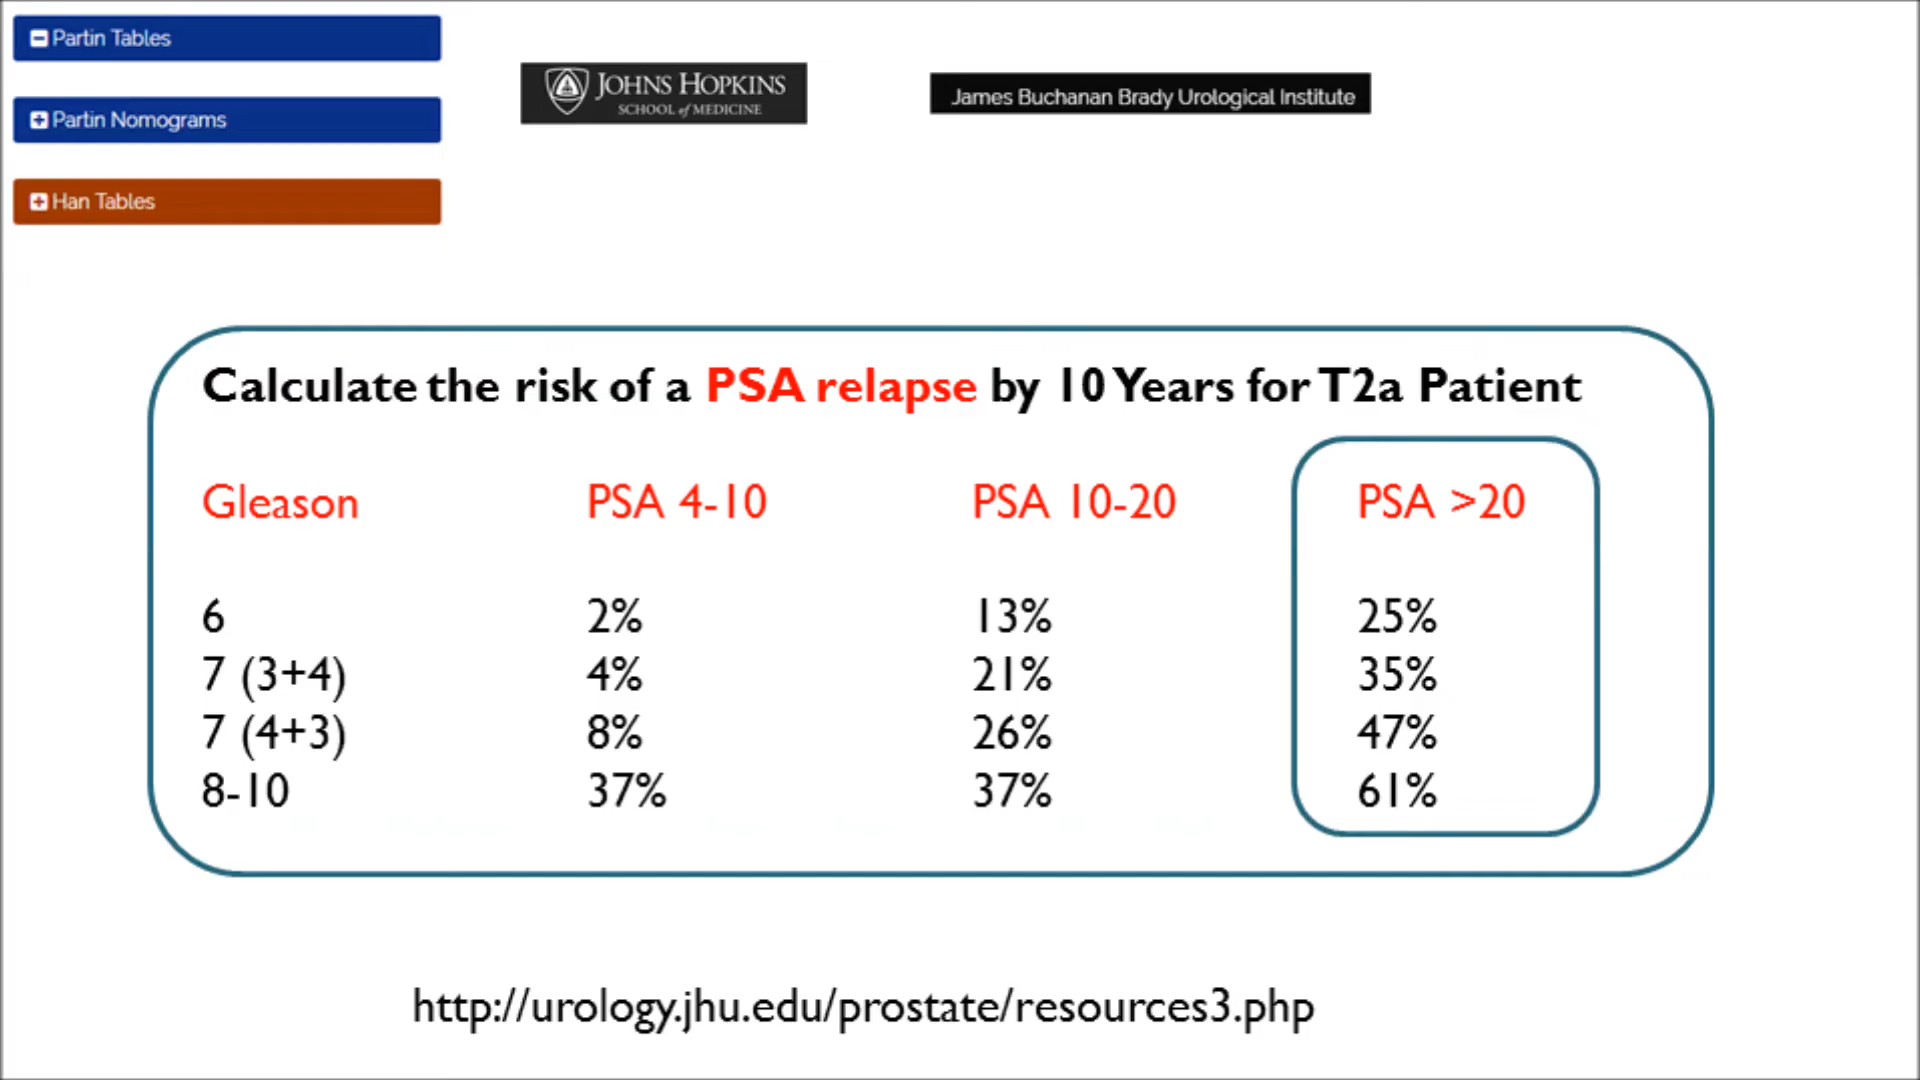 Partin Tables
Partin Nomograms
Han Tables
JOHNS HOPKINS
SCHOOL of MEDICINE
James Buchanan Brady Urological Institute
Calculate the risk of a PSA relapse by 10 Years for T2a Patient
Gleason PSA 4-10 PSA 10-20 PSA >20
6 2% 13% 25%
7 (3+4) 4% 21% 35%
7 (4+3) 8% 26% 47%
8-10 37% 37% 61%
http://urology.jhu.edu/prostate/resources3.php